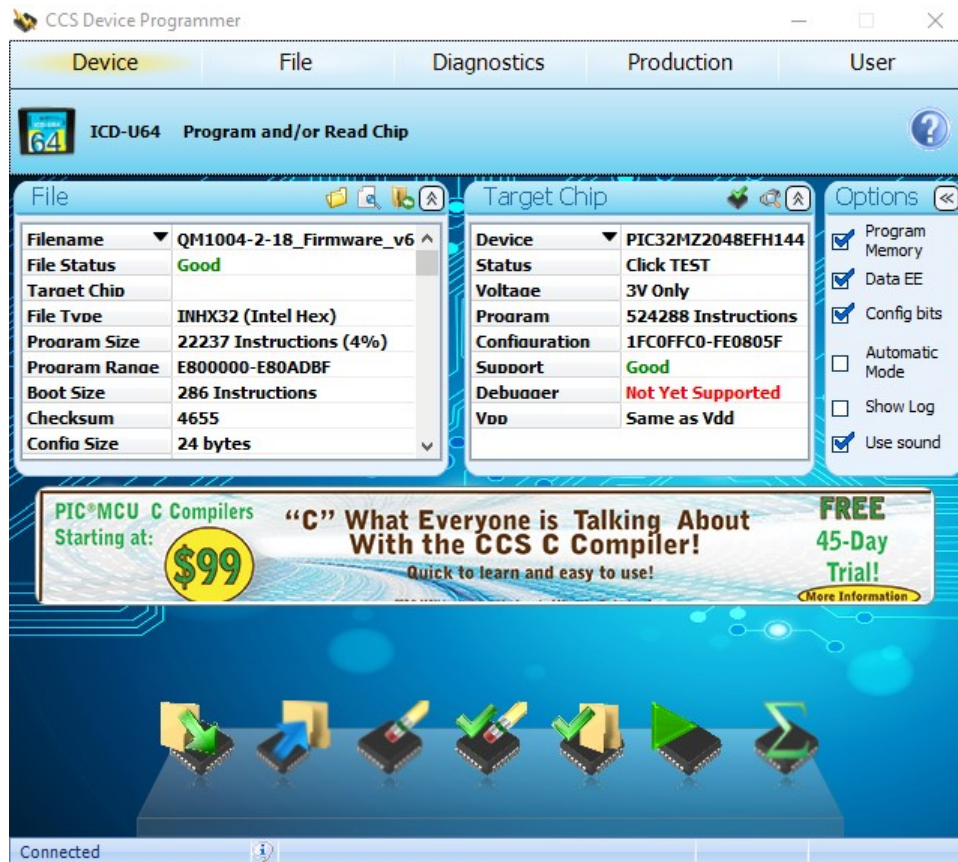 CCS Device Programmer
Device File Diagnostics Production User
64 ICD-U64 Program and/or Read Chip
File
Filename QM1004-2-18_Firmware_v6
File Status Good
Target Chip
File Type INHX32 (Intel Hex)
Program Size 22237 Instructions (4%)
Program Range E800000-E80ADBF
Boot Size 286 Instructions
Checksum 4655
Config Size 24 bytes
Target Chip
Device PIC32MZ2048EFH144
Status Click TEST
Voltage 3V Only
Program 524288 Instructions
Configuration 1FC0FFC0-FE0805F
Support Good
Debugger Not Yet Supported
Vpp Same as Vdd
Options
Program
Memory
Data EE
Config bits
Automatic
Mode
Show Log
Use sound
PIC®MCU C Compilers
Starting at:
$99
“C” What Everyone is Talking About
With the CCS C Compiler!
Quick to learn and easy to use!
FREE
45-Day
Trial!
More Information
Connected